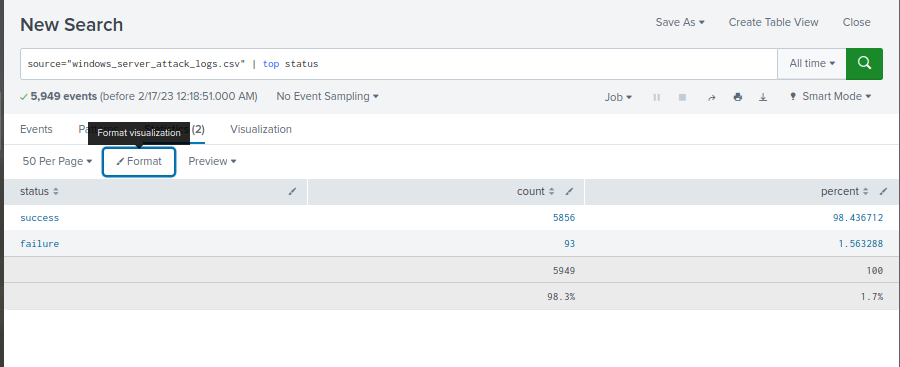 New Search
Save As Create Table View Close
source="windows_server_attack_logs.csv" | top status
All time
5,949 events (before 2/17/23 12:18:51.000 AM) No Event Sampling
Job Smart Mode
Events (2) Visualization
Format visualization
50 Per Page Format Preview
status count percent
success 5856 98.436712
failure 93 1.563288
5949 100
98.3% 1.7%